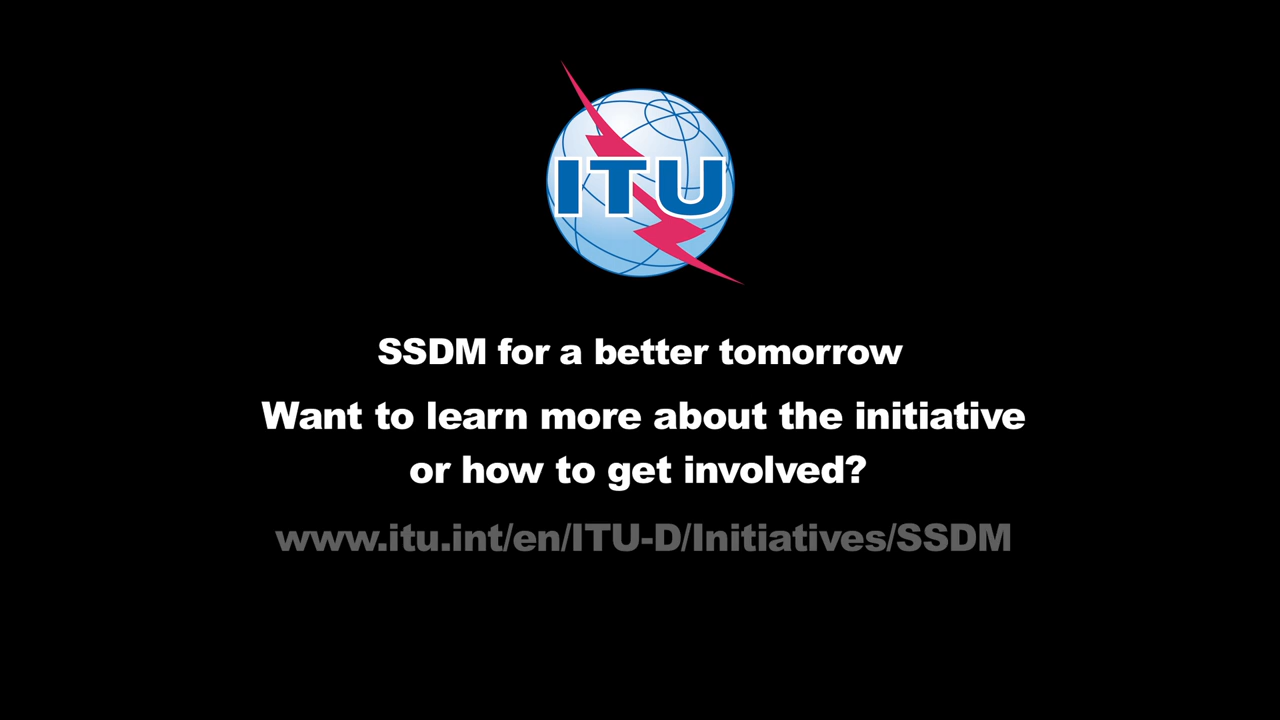 ITU
SSDM for a better tomorrow
Want to learn more about the initiative
or how to get involved?
www.itu.int/en/ITU-D/Initiatives/SSDM